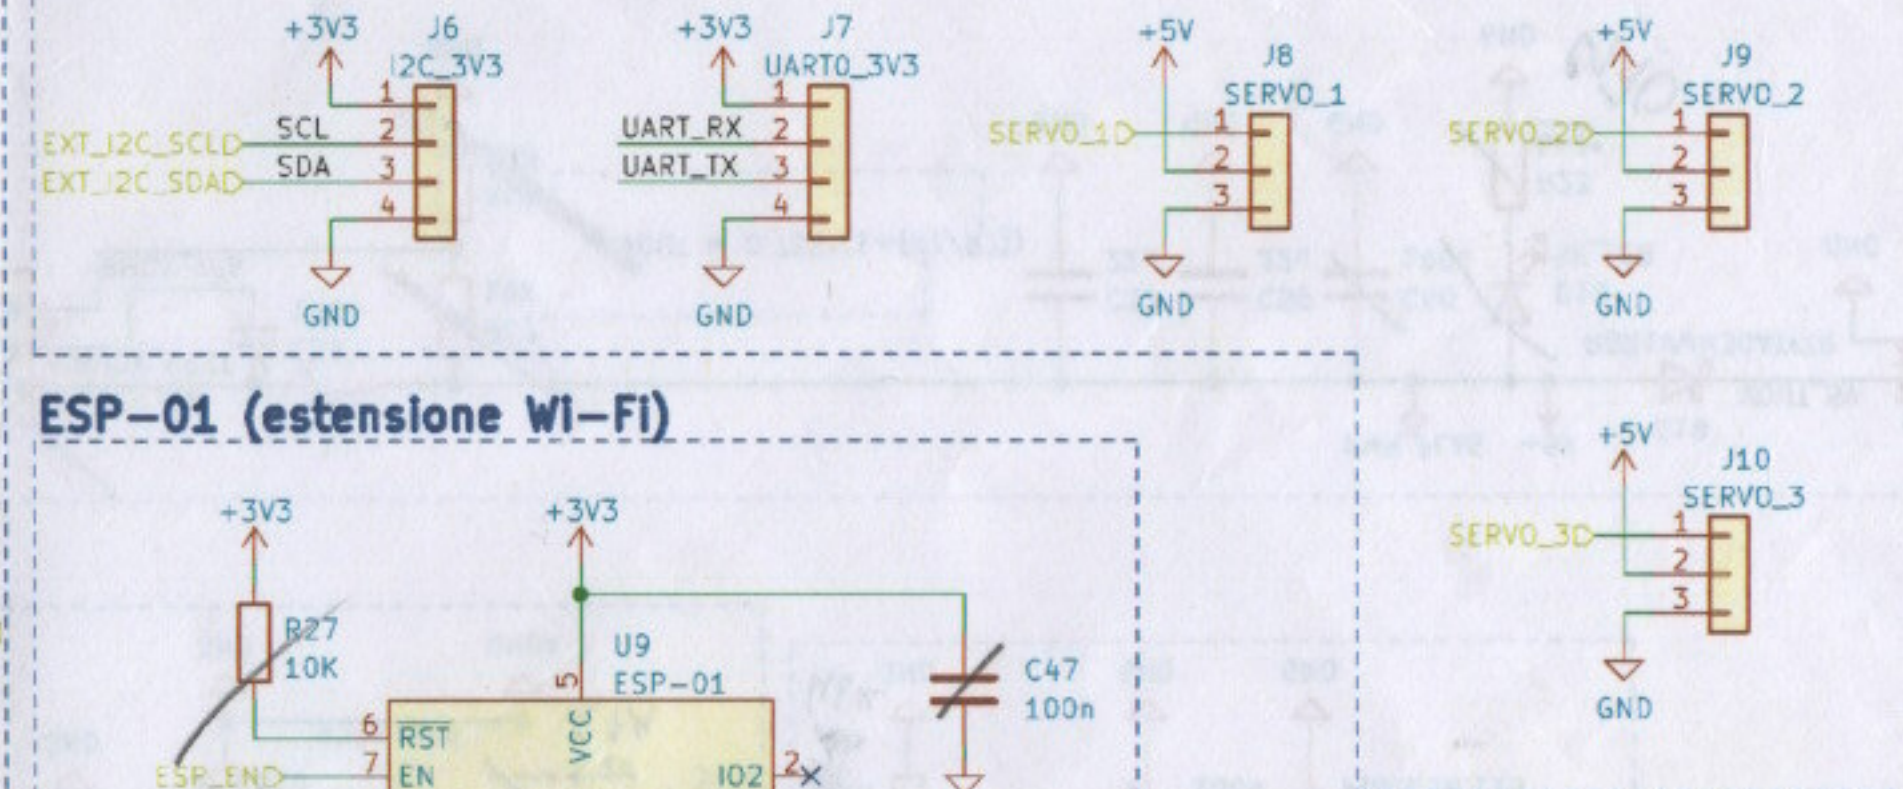 +3V3
J6
I2C_3V3
1
EXT_I2C_SCL
SCL
2
EXT_I2C_SDA
SDA
3
4
GND
+3V3
J7
UART0_3V3
1
UART_RX
2
UART_TX
3
4
GND
+5V
J8
SERVO_1
SERVO_1
1
2
3
GND
+5V
J9
SERVO_2
SERVO_2
1
2
3
GND
ESP-01 (estensione Wi-Fi)
+3V3
R27
10K
+3V3
U9
ESP-01
5
VCC
C47
100n
6
RST
ESP_EN
7
EN
IO2
2
+5V
J10
SERVO_3
SERVO_3
1
2
3
GND